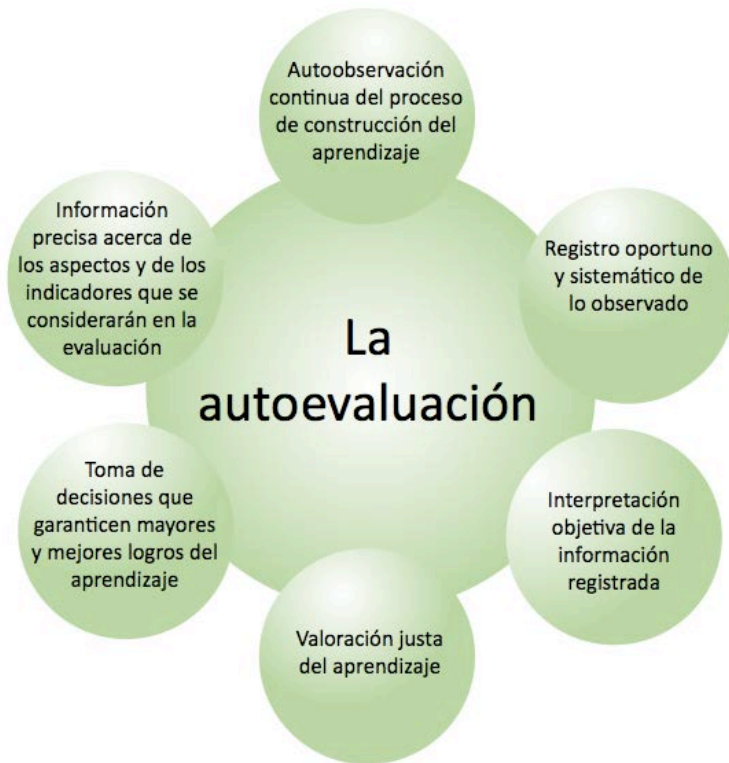 Autoobservación
continua del proceso
de construcción del
aprendizaje
Registro oportuno
y sistemático de
lo observado
Interpretación
objetiva de la
información
registrada
Valoración justa
del aprendizaje
Toma de
decisiones que
garanticen mayores
y mejores logros del
aprendizaje
Información
precisa acerca de
los aspectos y de los
indicadores que se
considerarán en la
evaluación
La
autoevaluación